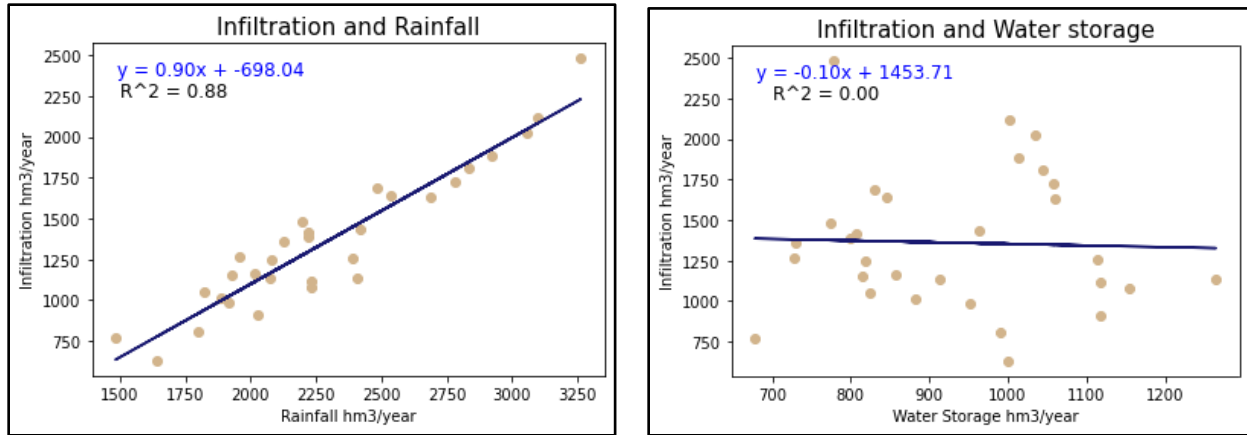 Infiltration and Rainfall
y = 0.90x + -698.04
R^2 = 0.88
Infiltration hm3/year
2500
2250
2000
1750
1500
1250
1000
750
1500 1750 2000 2250 2500 2750 3000 3250
Rainfall hm3/year
Infiltration and Water storage
y = -0.10x + 1453.71
R^2 = 0.00
Infiltration hm3/year
2500
2250
2000
1750
1500
1250
1000
750
700 800 900 1000 1100 1200
Water Storage hm3/year